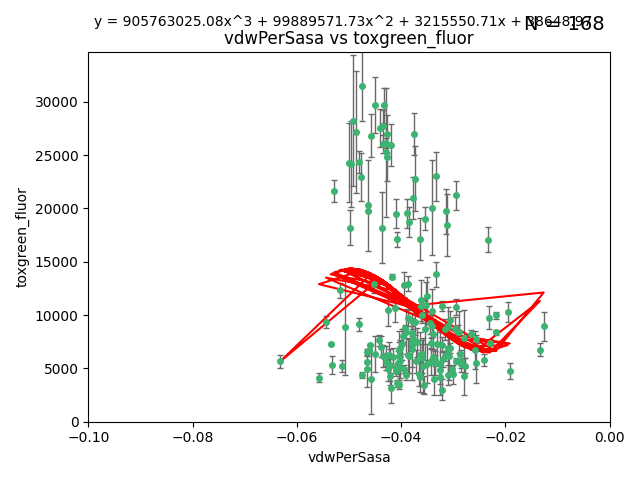 y = 905763025.08x^3 + 99889571.73x^2 + 3215550.71x +
N = 168
vdwPerSasa vs toxgreen_fluor
toxgreen_fluor
30000
25000
20000
15000
10000
5000
0
−0.10
−0.08
−0.06
−0.04
−0.02
0.00
vdwPerSasa